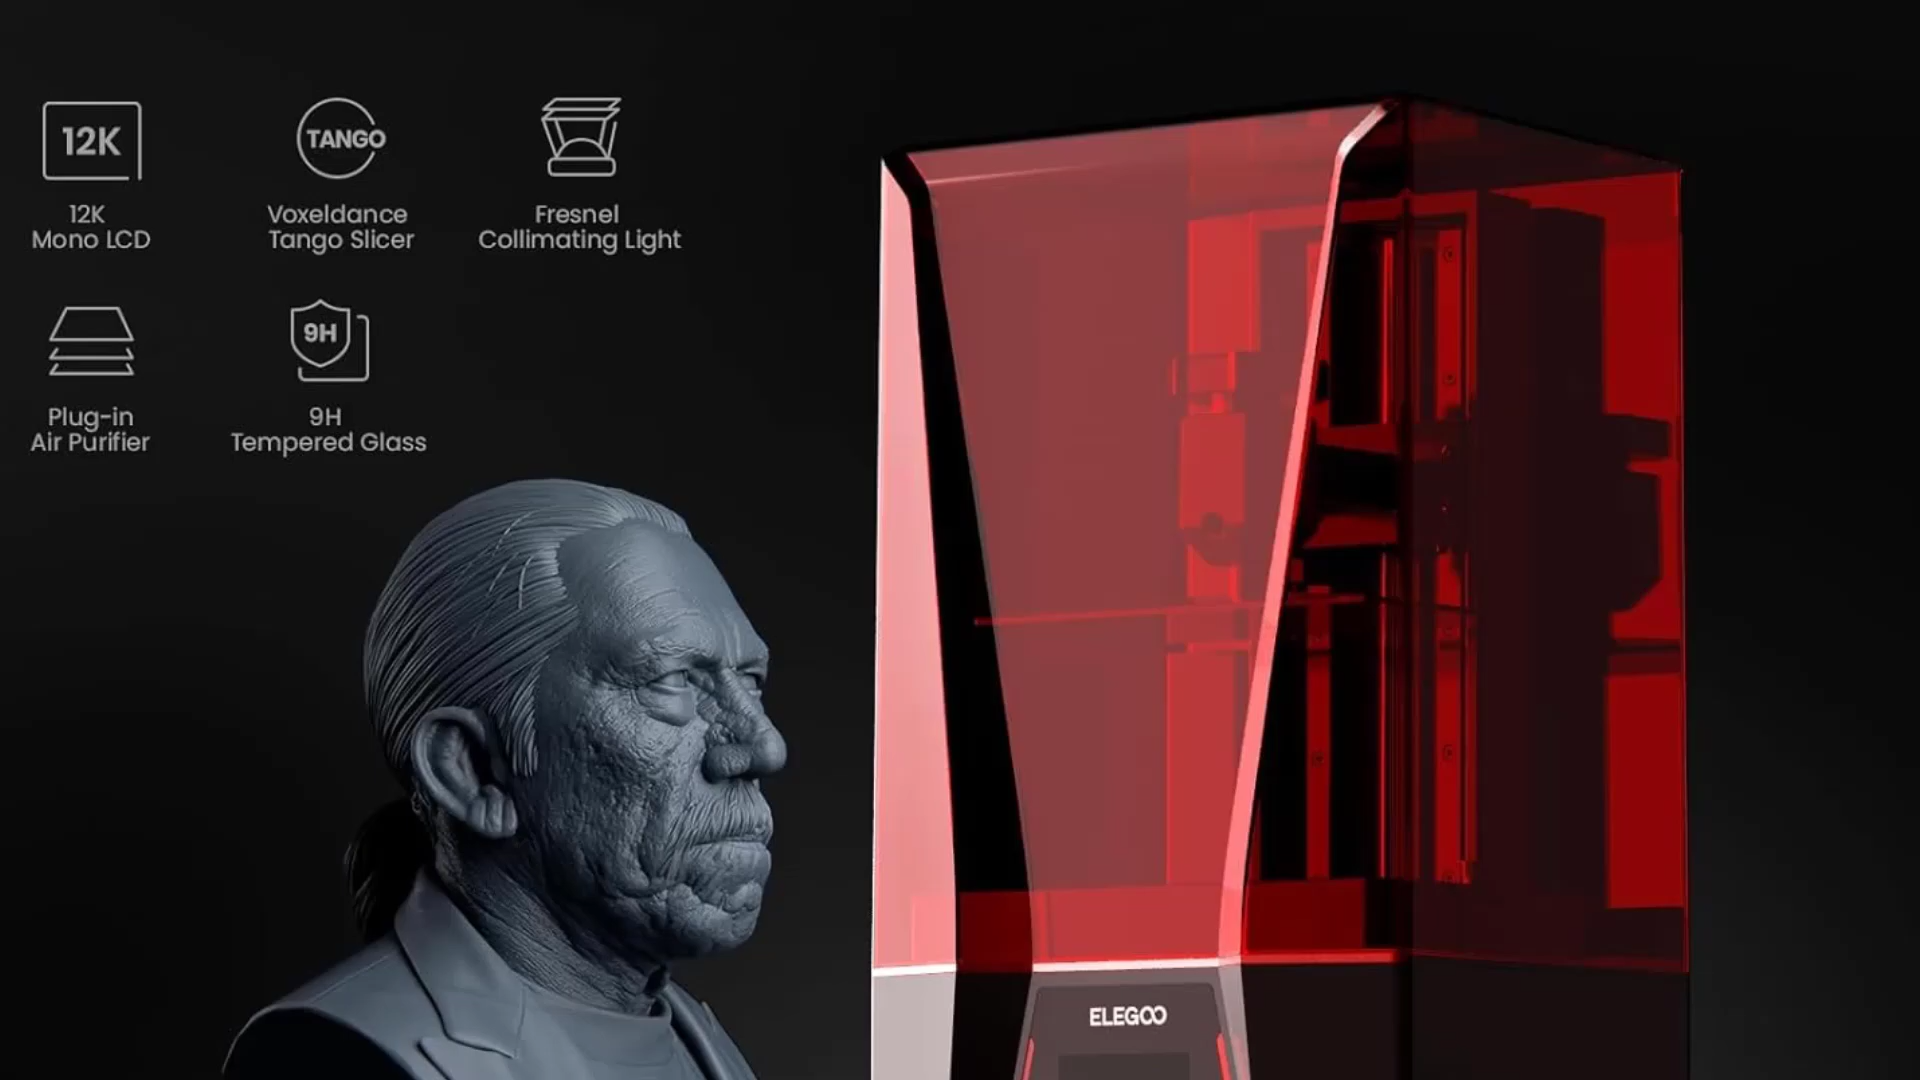 12K
12K
Mono LCD
TANGO
Voxeldance
Tango Slicer
Fresnel
Collimating Light
Plug-in
Air Purifier
9H
9H
Tempered Glass
ELEGOO